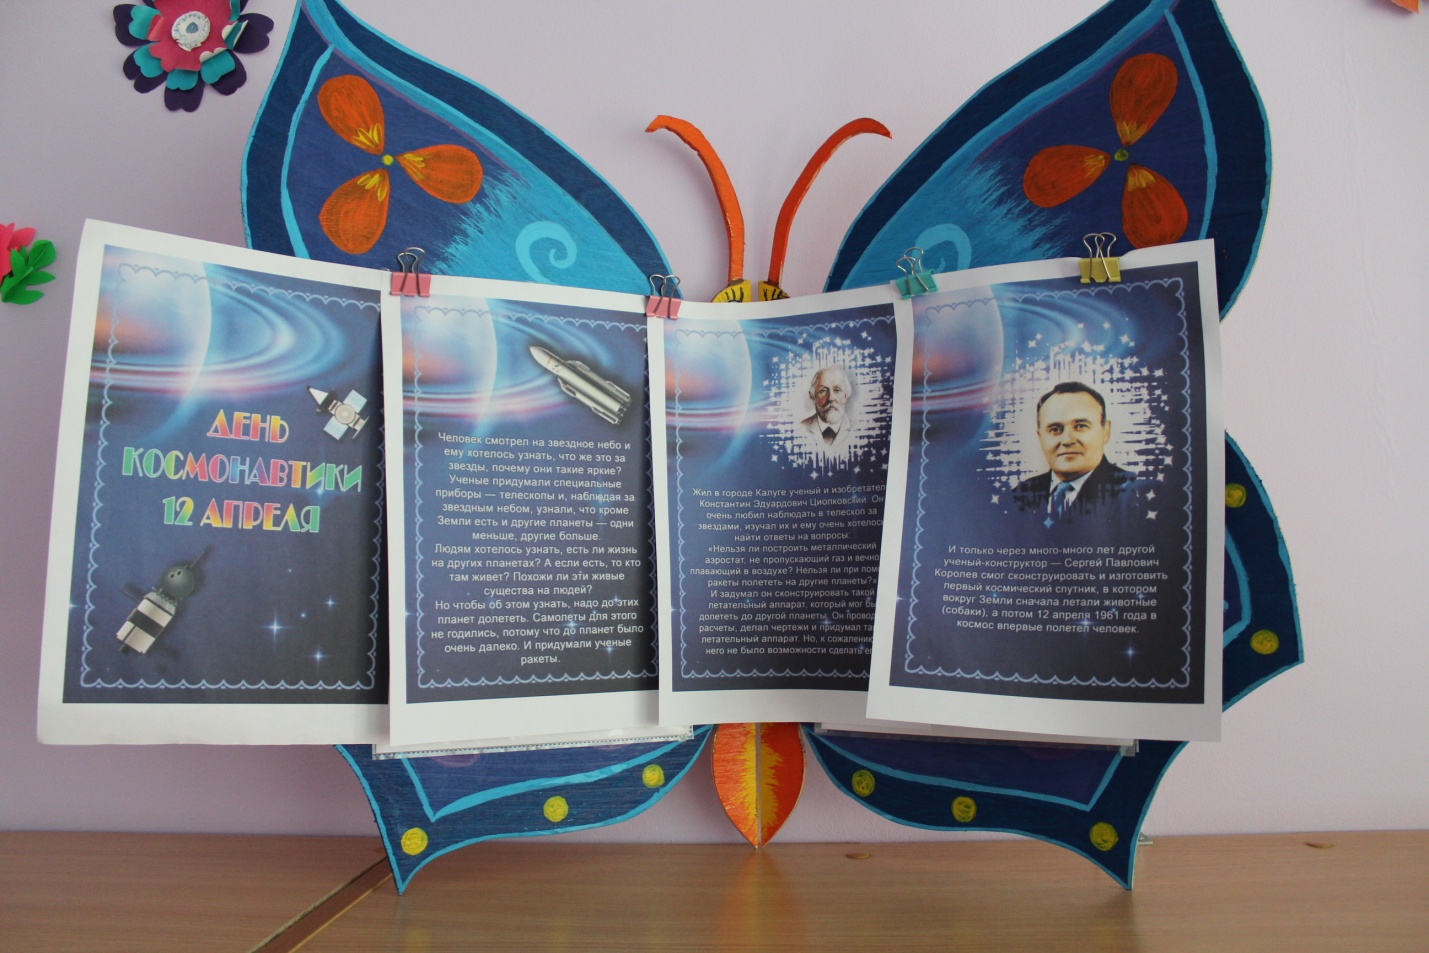 ДЕНЬ
КОСМОНАВТИКИ
12 АПРЕЛЯ
Человек смотрел на звездное небо и
ему хотелось узнать, что же это за
звезды, почему они такие яркие?
Ученые придумали специальные
приборы — телескопы и, наблюдая за
звездным небом, узнали, что кроме
Земли есть и другие планеты — одни
меньше, другие больше.
Людям хотелось узнать, есть ли жизнь
на других планетах? А если есть, то кто
там живет? Похожи ли эти живые
существа на людей?
Но чтобы об этом узнать, надо до этих
планет долететь. Самолеты для этого
не годились, потому что до планет было
очень далеко. И придумали ученые
ракеты.
Жил в городе Калуге ученый и изобретател
Константин Эдуардович Циолковский. Он
очень любил наблюдать в телескоп за
звездами, изучал их и ему очень хотелос
найти ответы на вопросы:
«Нельзя ли построить металлический
аэростат, не пропускающий газ и вечно
плавающий в воздухе? Нельзя ли при пом
ракеты полететь на другие планеты?»
И задумал он сконструировать такой
летательный аппарат, который мог бы
долететь до другой планеты. Он провод
расчеты, делал чертежи и придумал та
летательный аппарат. Но, к сожалению
него не было возможности сделать е
И только через много-много лет другой
ученый-конструктор — Сергей Павлович
Королев смог сконструировать и изготовить
первый космический спутник, в котором
вокруг Земли сначала летали животные
(собаки), а потом 12 апреля 1961 года в
космос впервые полетел человек.